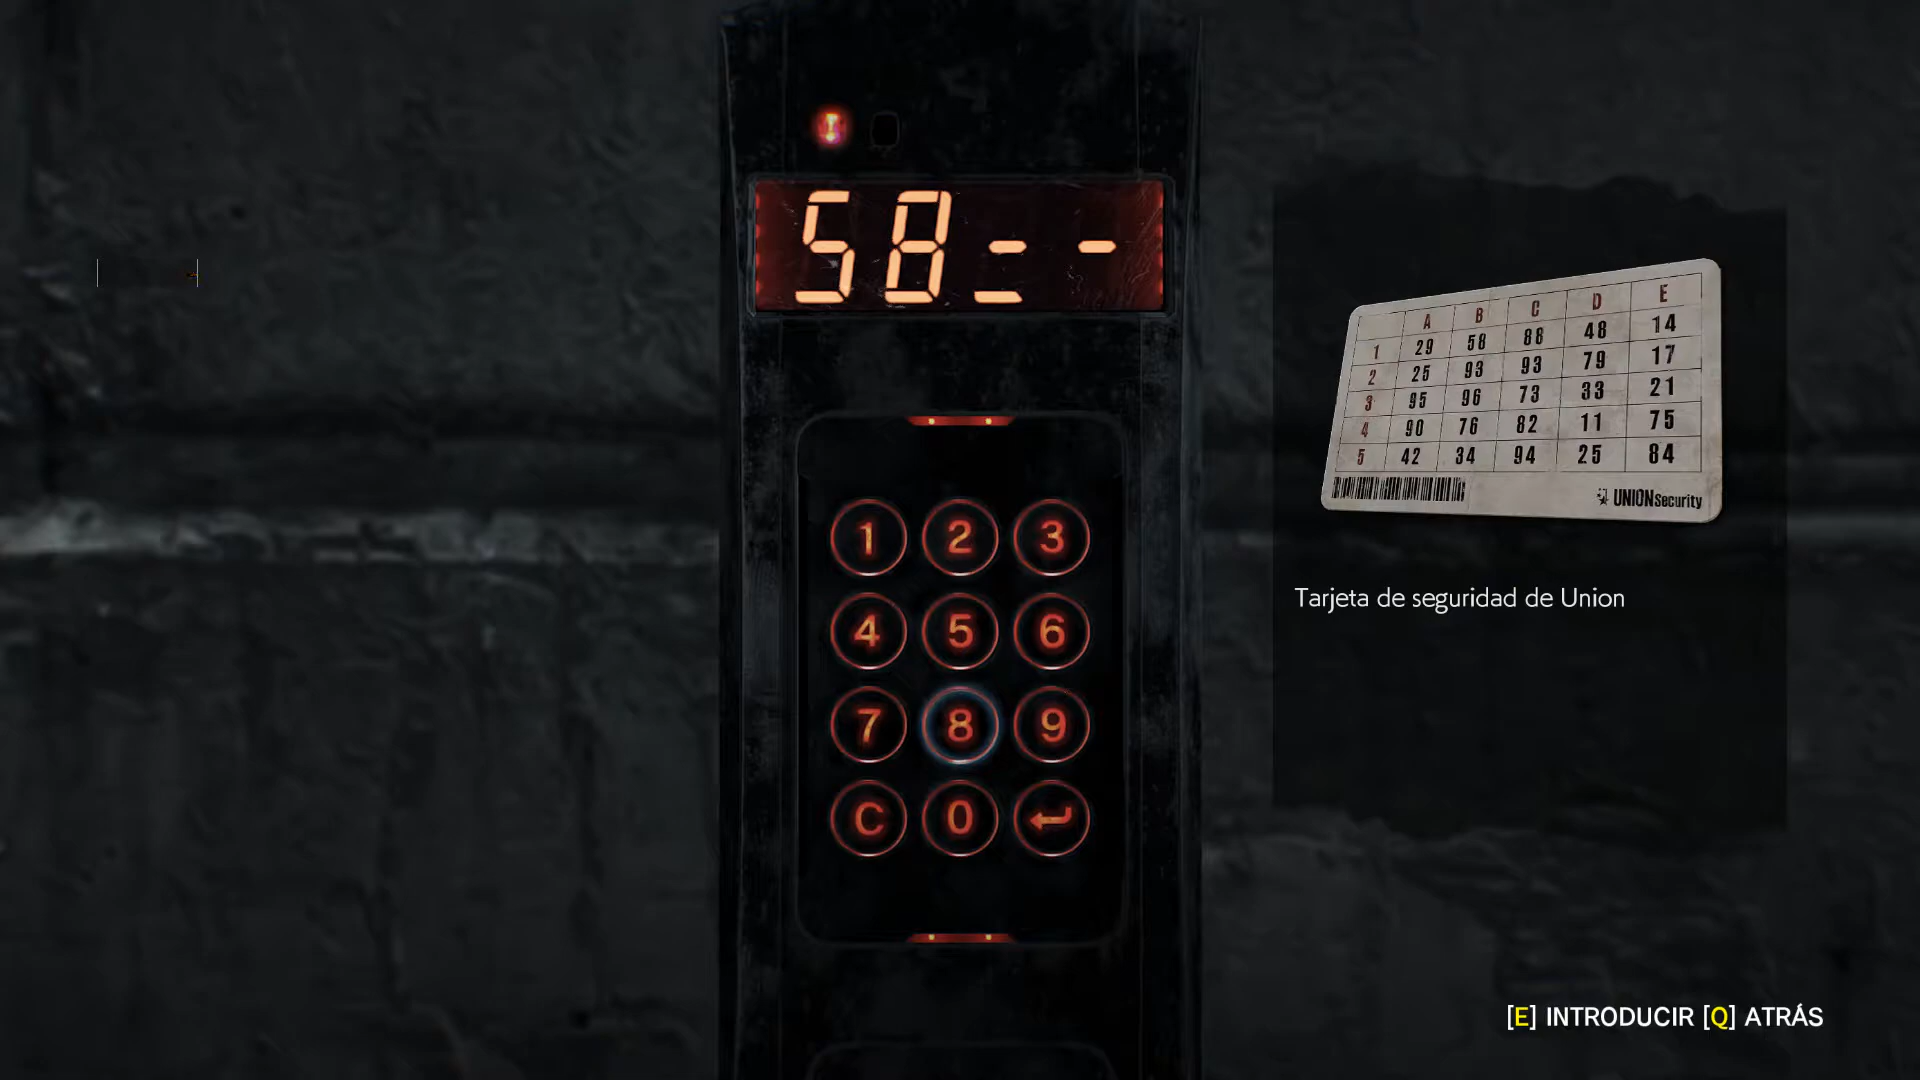 58
1 2 3
4 5 6
7 8 9
C 0
A B C D E
1 29 58 88 48 14
2 25 93 93 79 17
3 95 96 73 33 21
4 90 76 82 11 75
5 42 34 94 25 84
UNION Security
Tarjeta de seguridad de Union
[E] INTRODUCIR [Q] ATRÁS